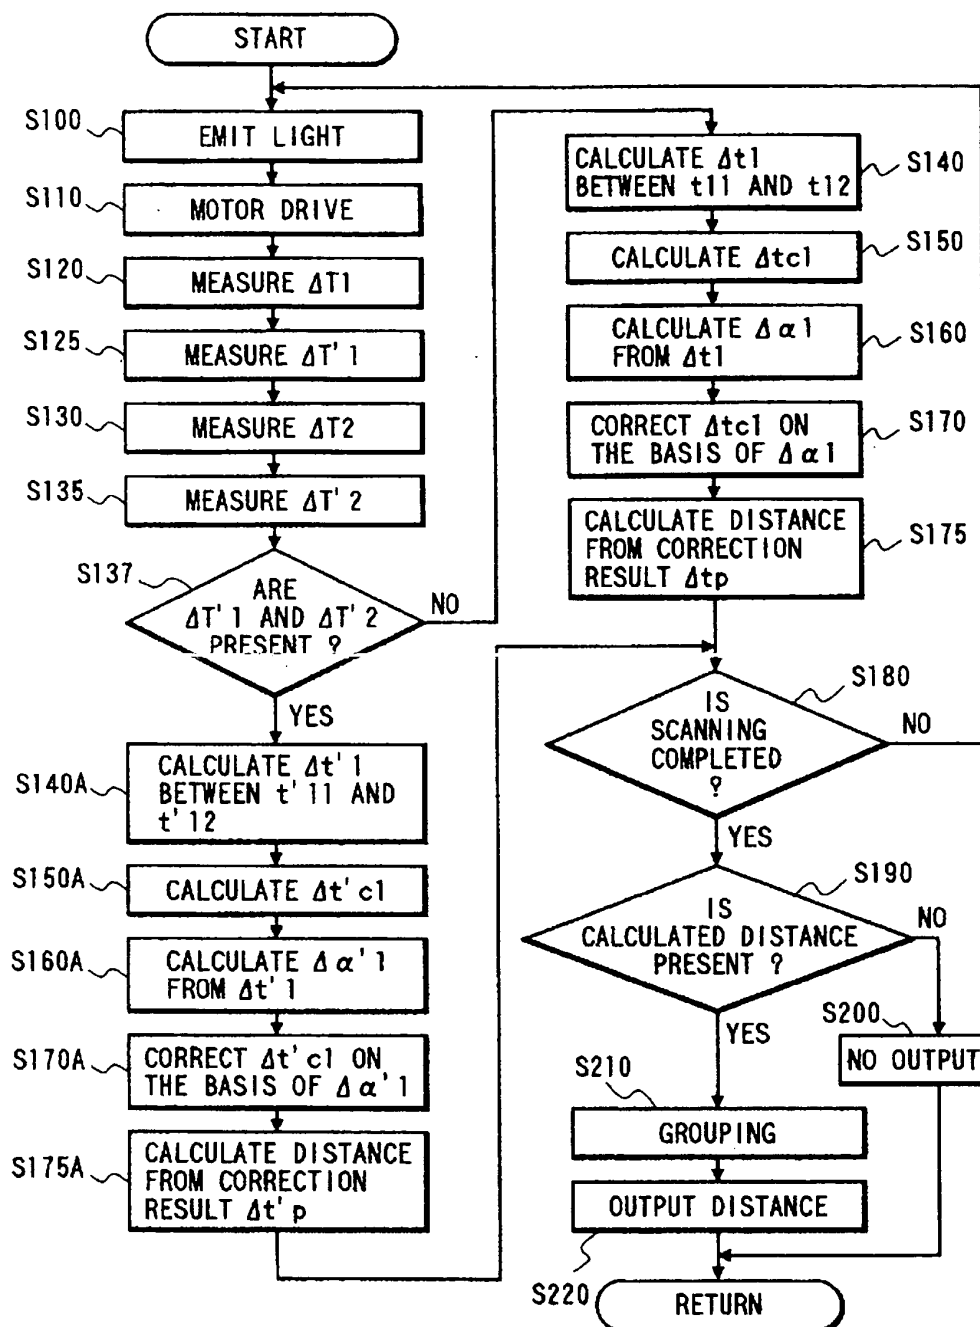 START
S100
EMIT LIGHT
S110
MOTOR DRIVE
S120
MEASURE ΔT1
S125
MEASURE ΔT'1
S130
MEASURE ΔT2
S135
MEASURE ΔT'2
S137
ARE
ΔT'1 AND ΔT'2
PRESENT ?
NO
YES
S140A
CALCULATE Δt'1
BETWEEN t'11 AND
t'12
S150A
CALCULATE Δt'c1
S160A
CALCULATE Δα'1
FROM Δt'1
S170A
CORRECT Δt'c1 ON
THE BASIS OF Δα'1
S175A
CALCULATE DISTANCE
FROM CORRECTION
RESULT Δt'p
CALCULATE Δt1
BETWEEN t11 AND t12
S140
CALCULATE Δtc1
S150
CALCULATE Δα1
FROM Δt1
S160
CORRECT Δtc1 ON
THE BASIS OF Δα1
S170
CALCULATE DISTANCE
FROM CORRECTION
RESULT Δtp
S175
IS
SCANNING
COMPLETED
?
S180
NO
YES
IS
CALCULATED DISTANCE
PRESENT ?
S190
NO
YES
S200
NO OUTPUT
S210
GROUPING
OUTPUT DISTANCE
S220
RETURN